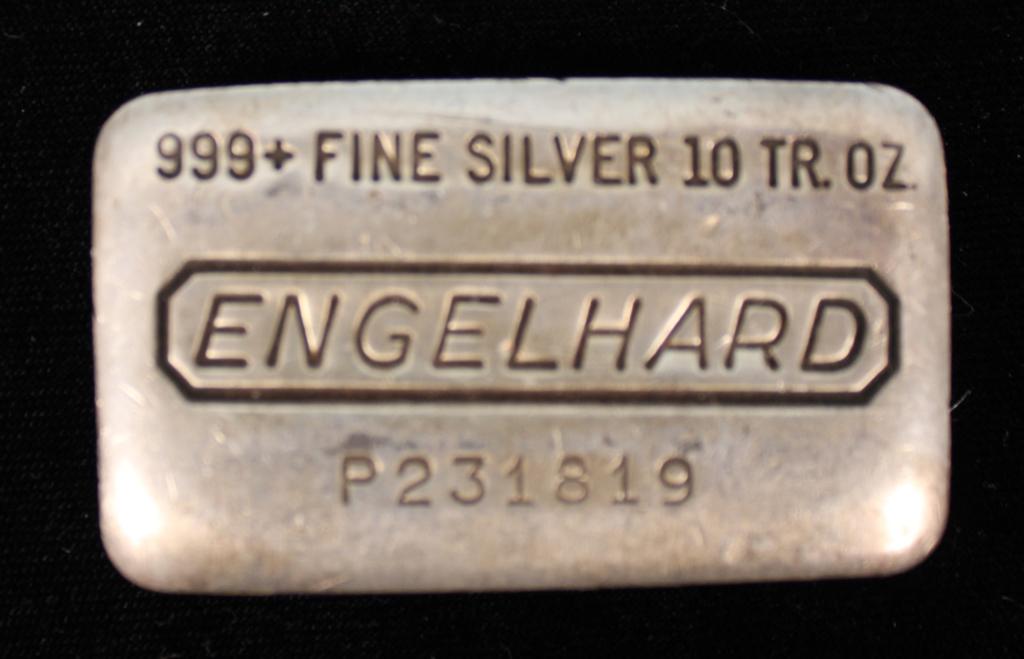 999+ FINE SILVER 10 TR. OZ.
ENGELHARD
P231819